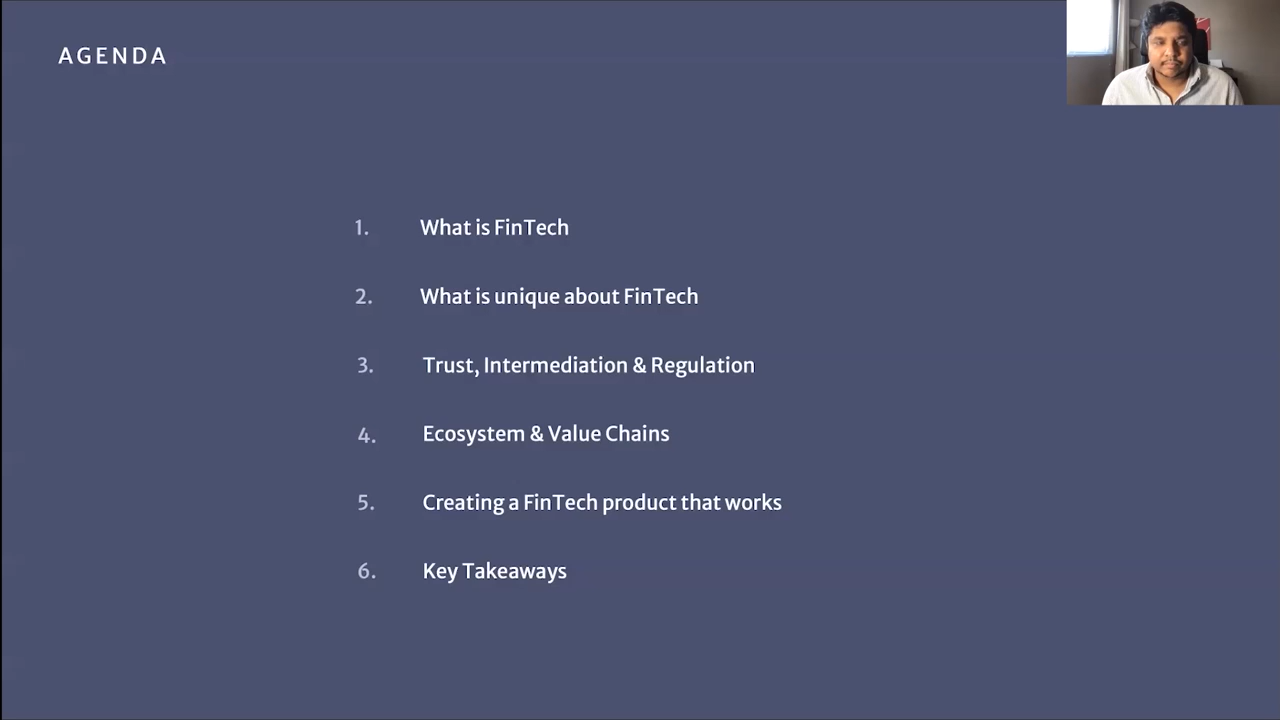 AGENDA
1. What is FinTech
2. What is unique about FinTech
3. Trust, Intermediation & Regulation
4. Ecosystem & Value Chains
5. Creating a FinTech product that works
6. Key Takeaways